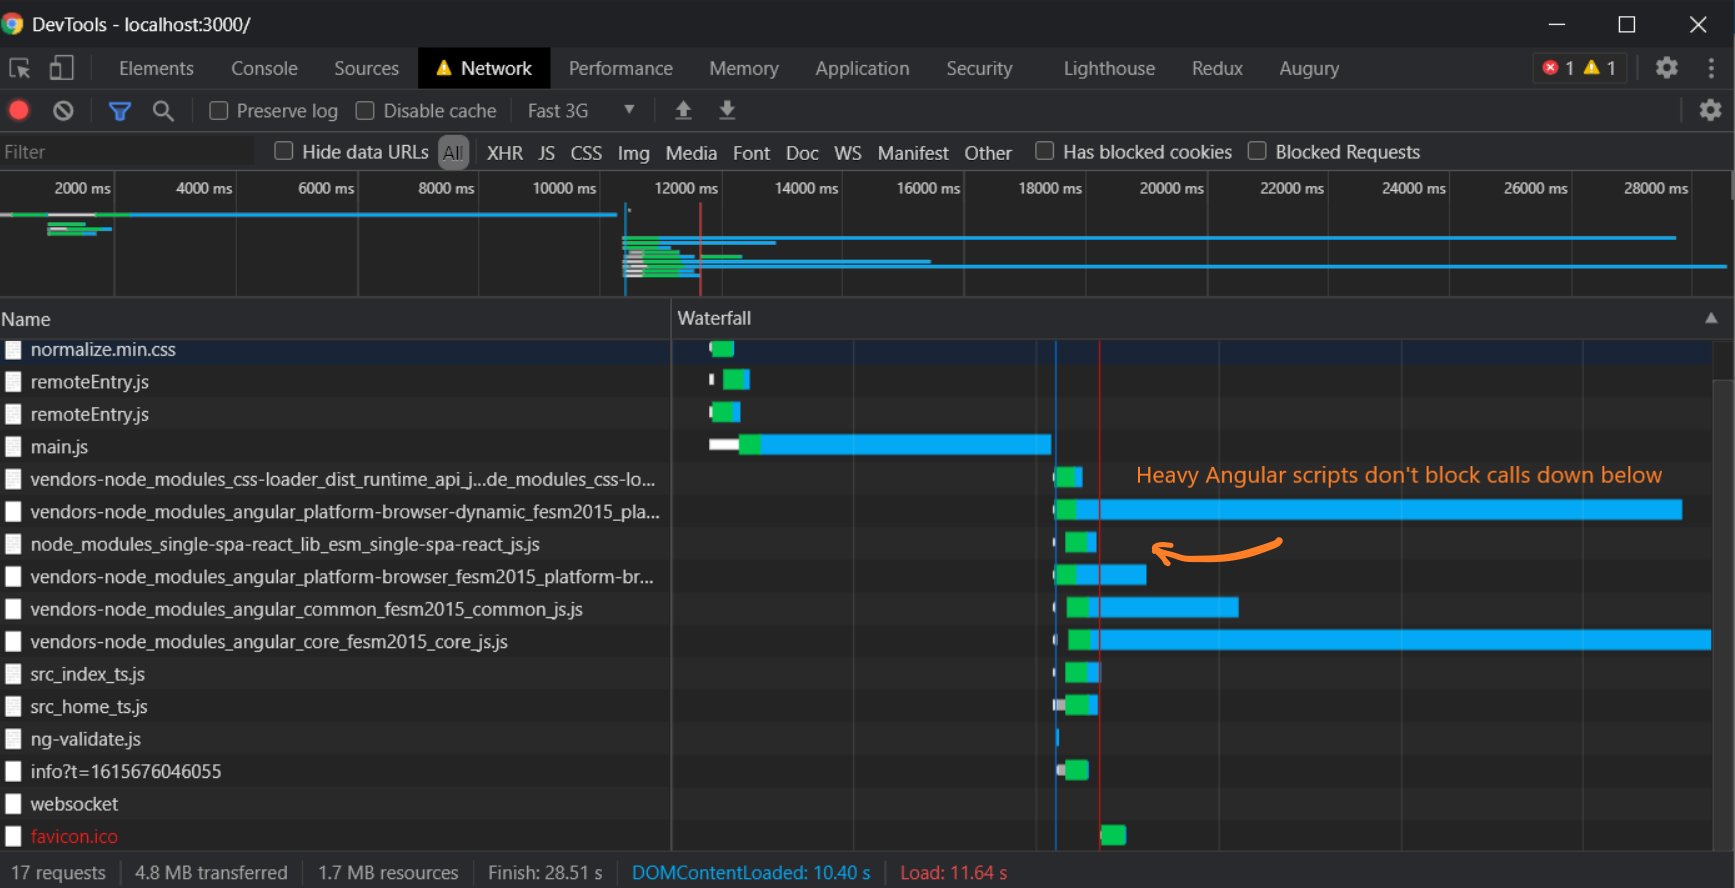 DevTools - localhost:3000/
Elements Console Sources Network Performance Memory Application Security Lighthouse Redux Augury 1 1
Preserve log Disable cache Fast 3G
Filter Hide data URLs All XHR JS CSS Img Media Font Doc WS Manifest Other Has blocked cookies Blocked Requests
2000 ms 4000 ms 6000 ms 8000 ms 10000 ms 12000 ms 14000 ms 16000 ms 18000 ms 20000 ms 22000 ms 24000 ms 26000 ms 28000 ms
Name Waterfall
normalize.min.css
remoteEntry.js
remoteEntry.js
main.js
vendors-node_modules_css-loader_dist_runtime_api_j...de_modules_css-lo...
Heavy Angular scripts don't block calls down below
vendors-node_modules_angular_platform-browser-dynamic_fesm2015_pla...
node_modules_single-spa-react_lib_esm_single-spa-react_js.js
vendors-node_modules_angular_platform-browser_fesm2015_platform-br...
vendors-node_modules_angular_common_fesm2015_common_js.js
vendors-node_modules_angular_core_fesm2015_core_js.js
src_index_ts.js
src_home_ts.js
ng-validate.js
info?t=1615676046055
websocket
favicon.ico
17 requests 4.8 MB transferred 1.7 MB resources Finish: 28.51 s DOMContentLoaded: 10.40 s Load: 11.64 s